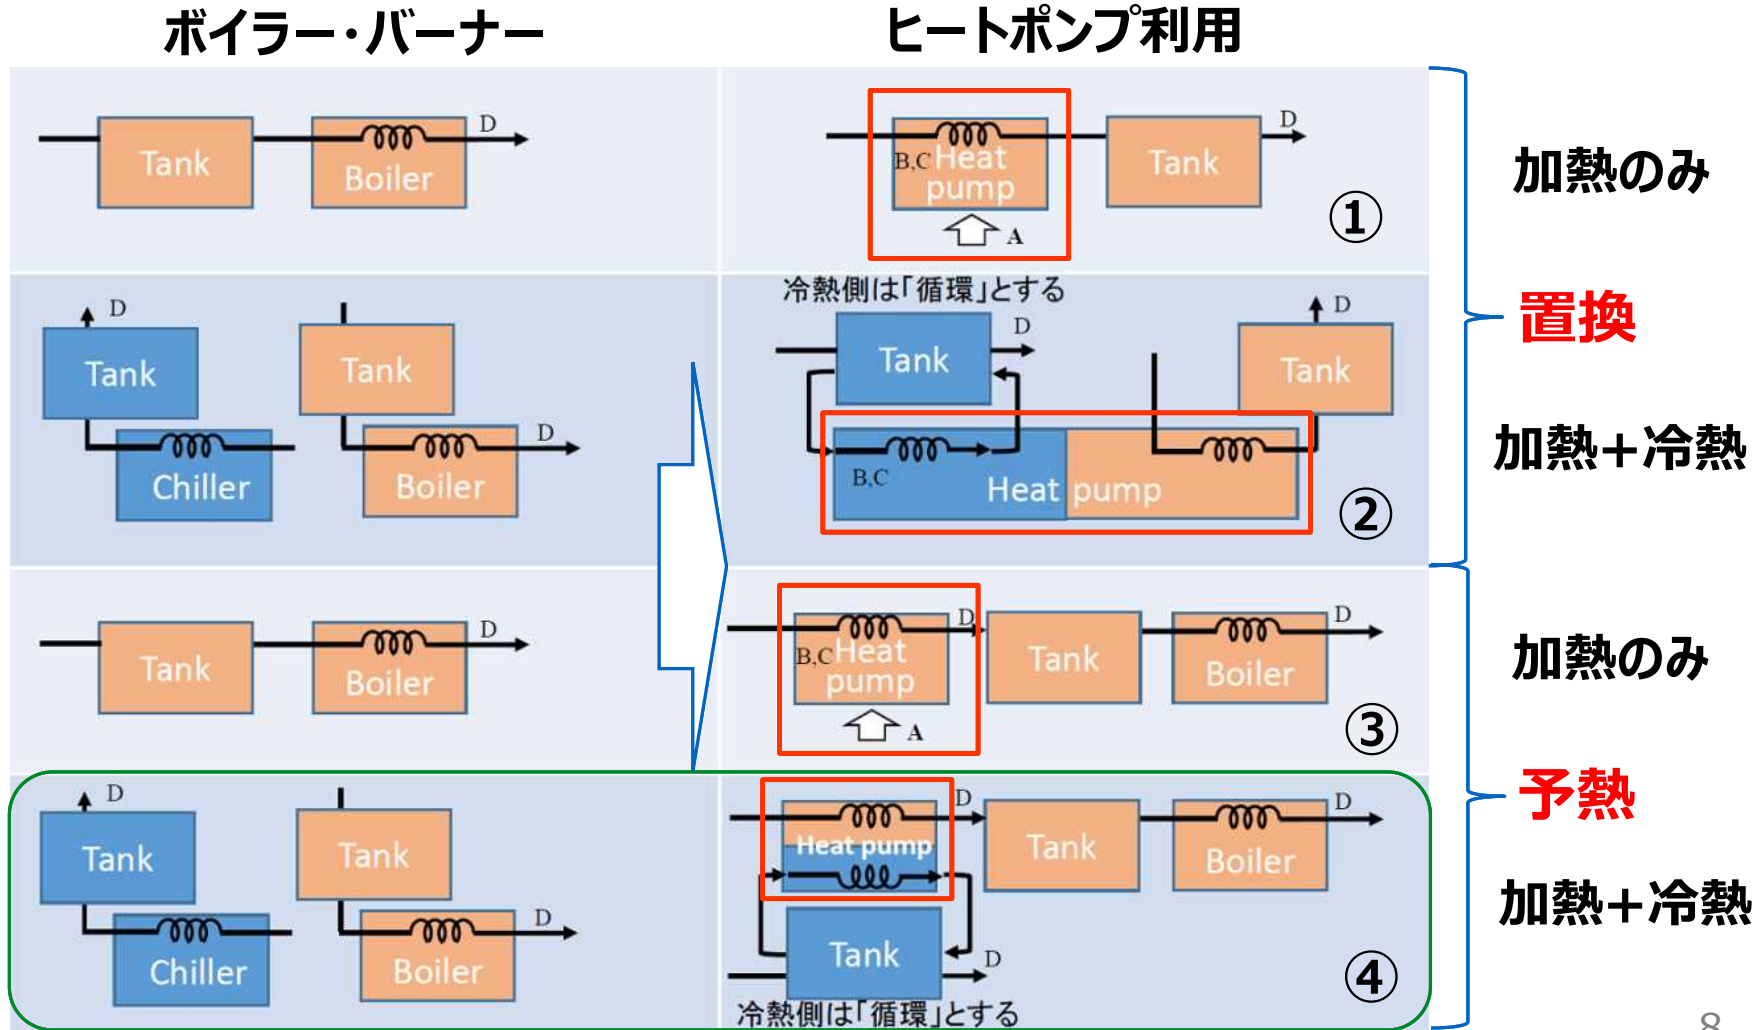 ボイラー・バーナー
ヒートポンプ利用
Tank
Boiler
D
B,C
Heat
pump
A
Tank
D
①
加熱のみ
D
Tank
Chiller
Tank
Boiler
D
冷熱側は「循環」とする
Tank
D
B,C
Heat pump
D
Tank
②
置換
加熱+冷熱
Tank
Boiler
D
B,C
Heat
pump
A
D
Tank
Boiler
D
③
加熱のみ
予熱
D
Tank
Chiller
Tank
Boiler
D
Heat pump
D
Tank
Boiler
D
Tank
D
冷熱側は「循環」とする
④
加熱+冷熱
8